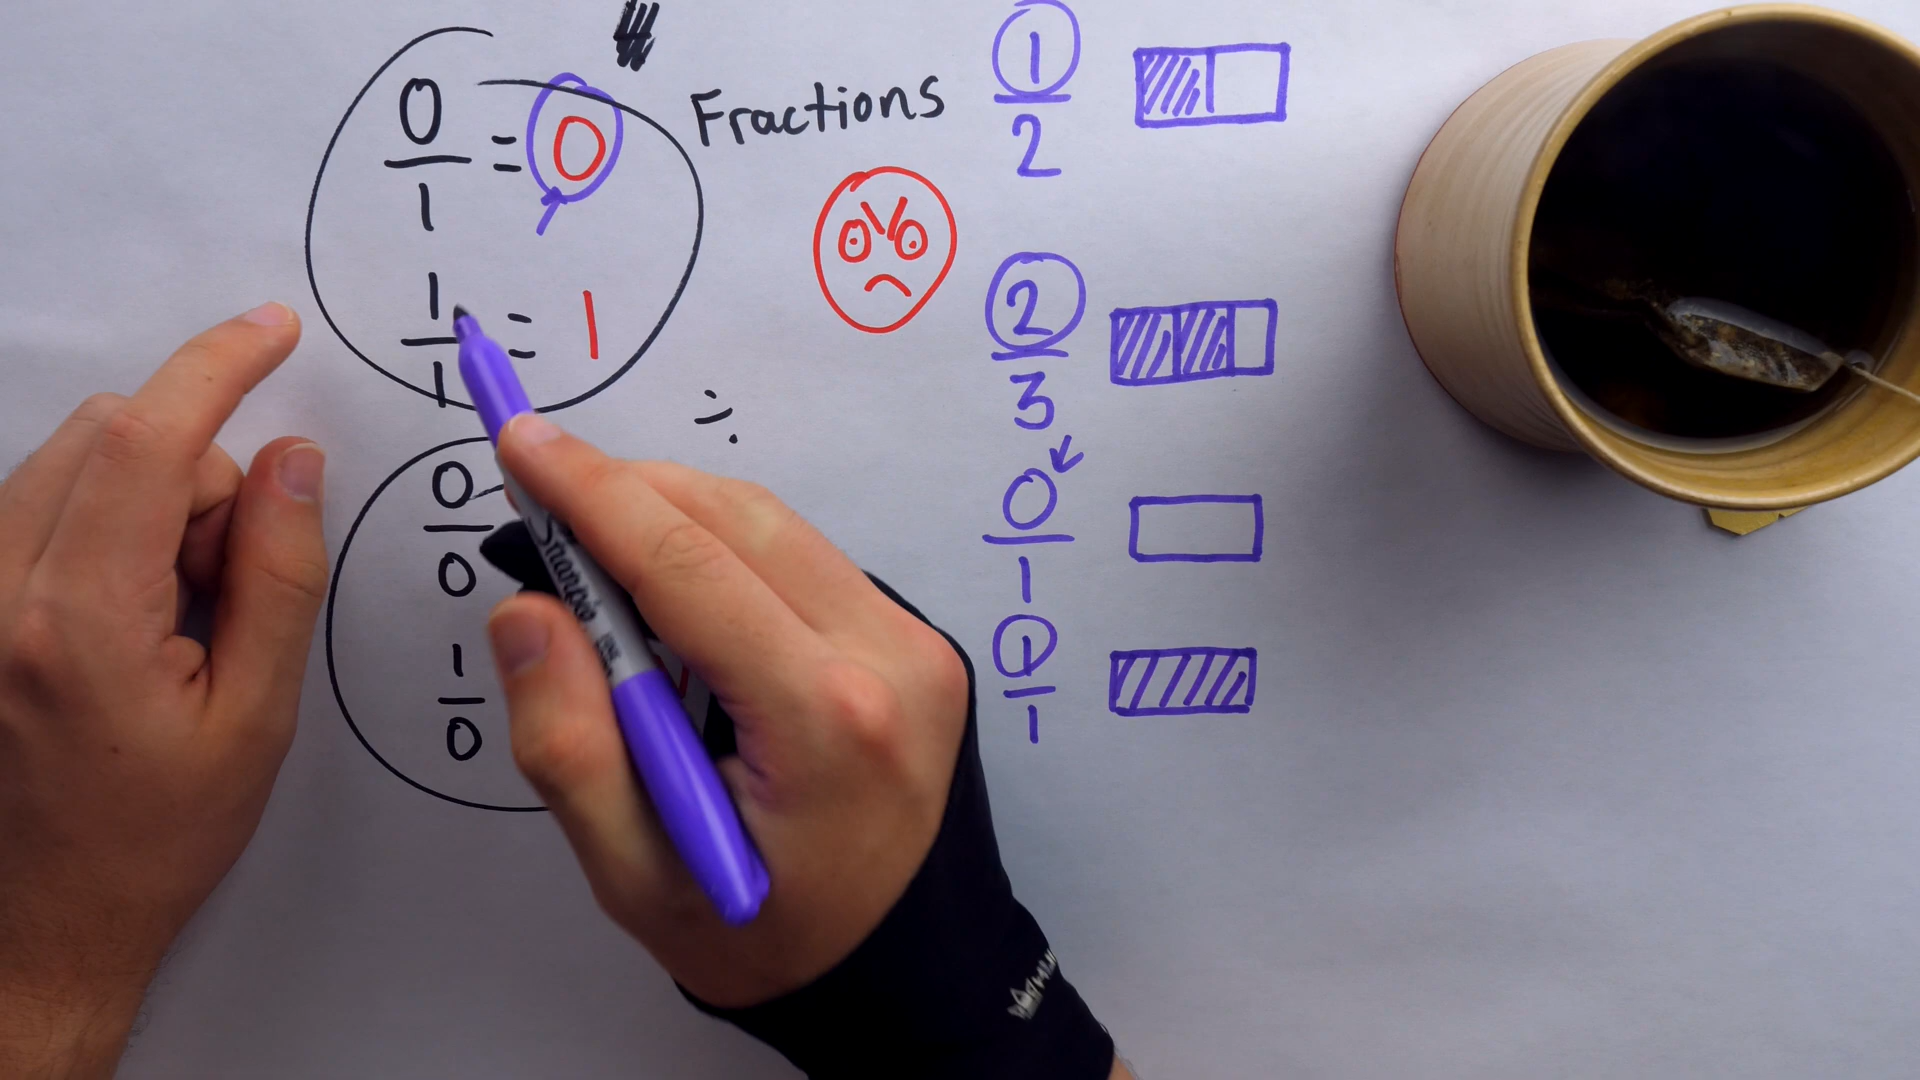 0/1 = 0
1/1 = 1
0/0
1/0
Fractions
÷
1/2
2/3
0/1
1/1
Sharpie